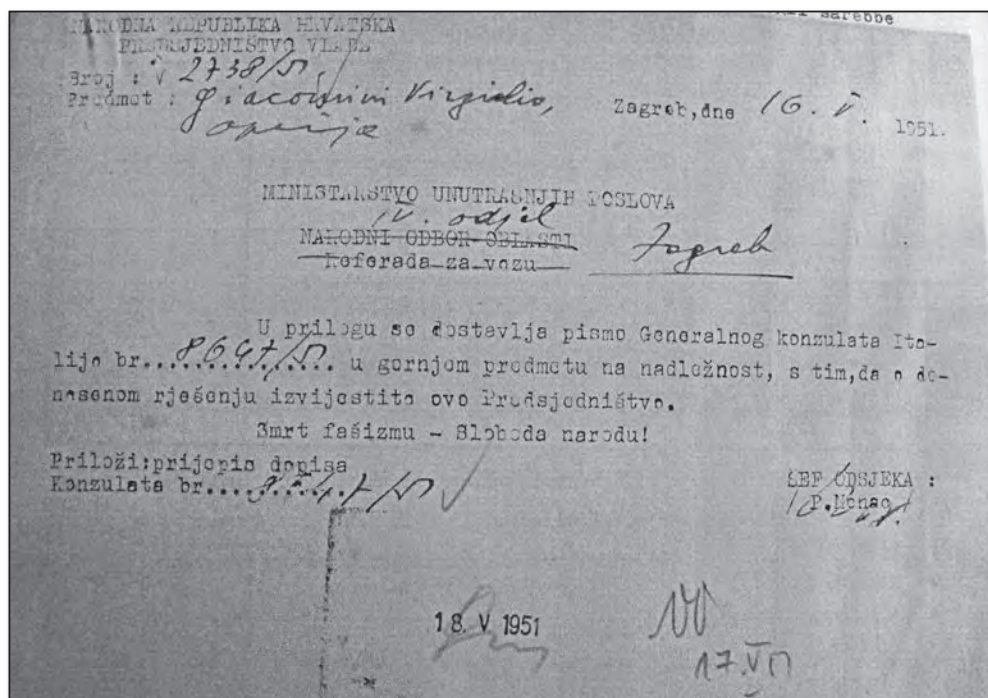 sarebbe
NARODNA REPUBLIKA HRVATSKA
PREDSJEDNIŠTVO VLADE
Broj : V 2738/51
Predmet : Giacomini Virgilio,
opcija
Zagreb,dne 16. V. 1951.
MINISTARSTVO UNUTRAŠNJIH POSLOVA
IV. odjel
NARODNI ODBOR OBLASTI
Referada za vezu
Zagreb
U prilogu se dostavlja pismo Generalnog konzulata Ita-
lije br. 8647/51 u gornjem predmetu na nadležnost, s tim,da o do-
nesenom rješenju izvijestite ovo Predsjedništvo.
Smrt fašizmu - Sloboda narodu!
Priloži:prijepis dopisa
Konzulata br. /51
ŠEF ODSJEKA :
18. V 1951
17.V